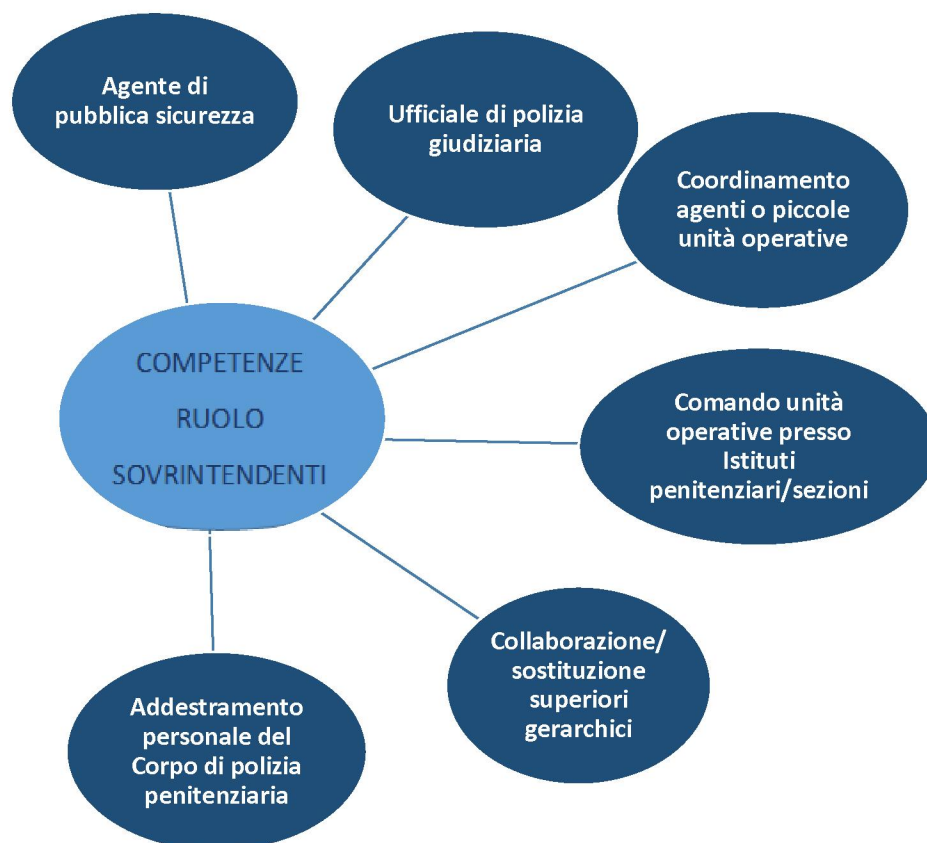 Agente di
pubblica sicurezza
Ufficiale di polizia
giudiziaria
Coordinamento
agenti o piccole
unità operative
COMPETENZE
RUOLO
SOVRINTENDENTI
Comando unità
operative presso
Istituti
penitenziari/sezioni
Collaborazione/
sostituzione
superiori
gerarchici
Addestramento
personale del
Corpo di polizia
penitenziaria